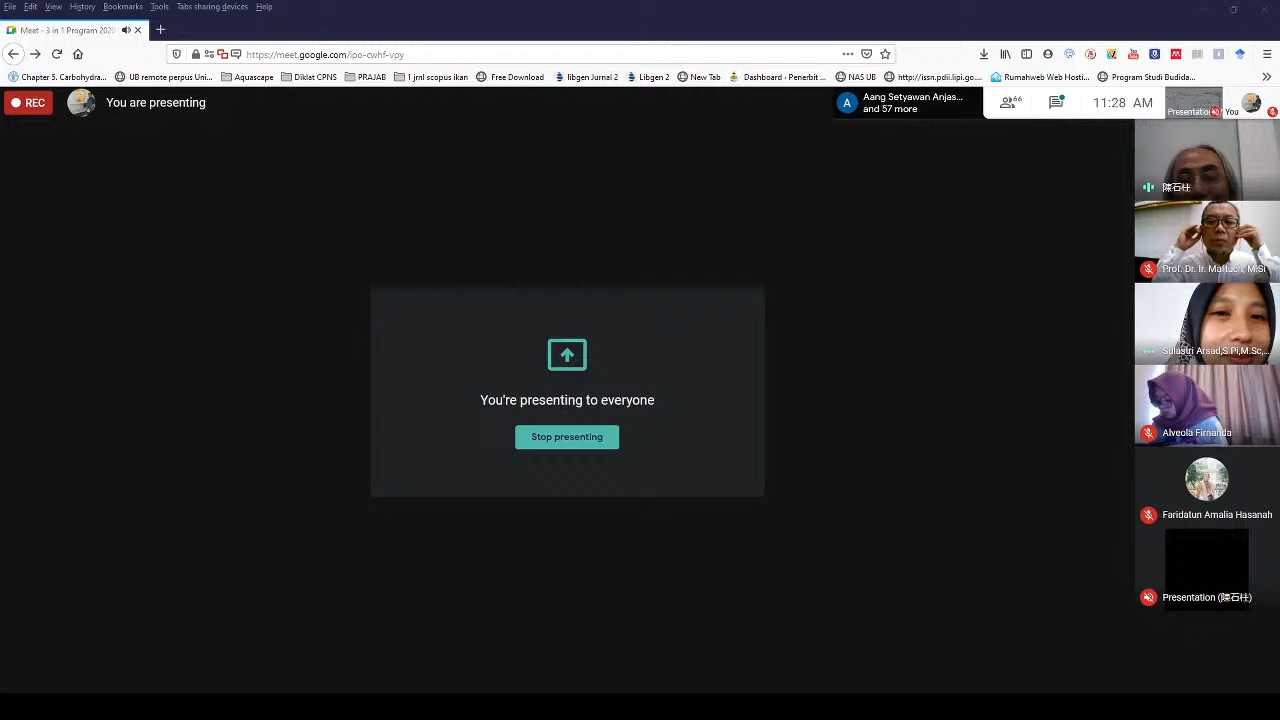 File Edit View History Bookmarks Tools Tabs sharing devices Help
Meet - 3 in 1 Program 2020
https://meet.google.com/ipo-cwhf-vpy
Chapter 5. Carbohydra... UB remote perpus Uni... Aquascape Diklat CPNS PRAJAB 1 jml scopus ikan Free Download libgen Jurnal 2 Libgen 2 New Tab Dashboard ‹ Penerbit ... NAS UB http://issn.pdii.lipi.go... Rumahweb Web Hosti... Program Studi Budida...
REC You are presenting
A Aang Setyawan Anjas...
and 57 more
66 11:28 AM
Presentation You
陳石柱
Prof. Dr. Ir. Maftuch, M.Si
Sulastri Arsad,S.Pi,M.Sc,...
You're presenting to everyone
Stop presenting
Alveola Firnanda
Faridatun Amalia Hasanah
Presentation (陳石柱)